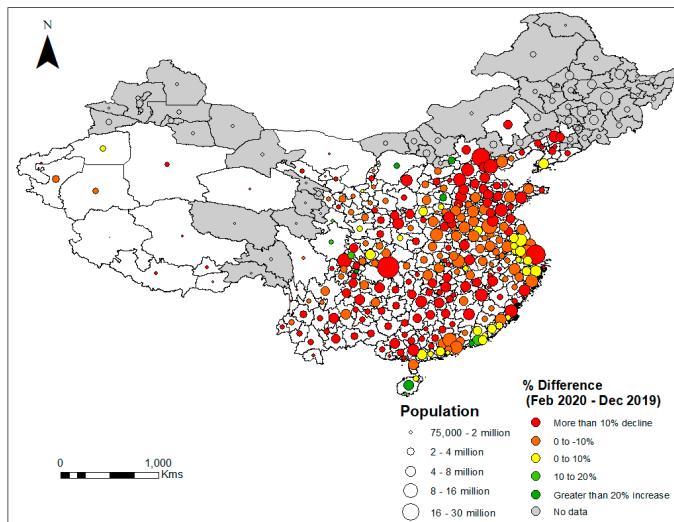 N
% Difference
(Feb 2020 - Dec 2019)
More than 10% decline
0 to -10%
0 to 10%
10 to 20%
Greater than 20% increase
No data
Population
75,000 - 2 million
2 - 4 million
4 - 8 million
8 - 16 million
16 - 30 million
0 1,000
Kms